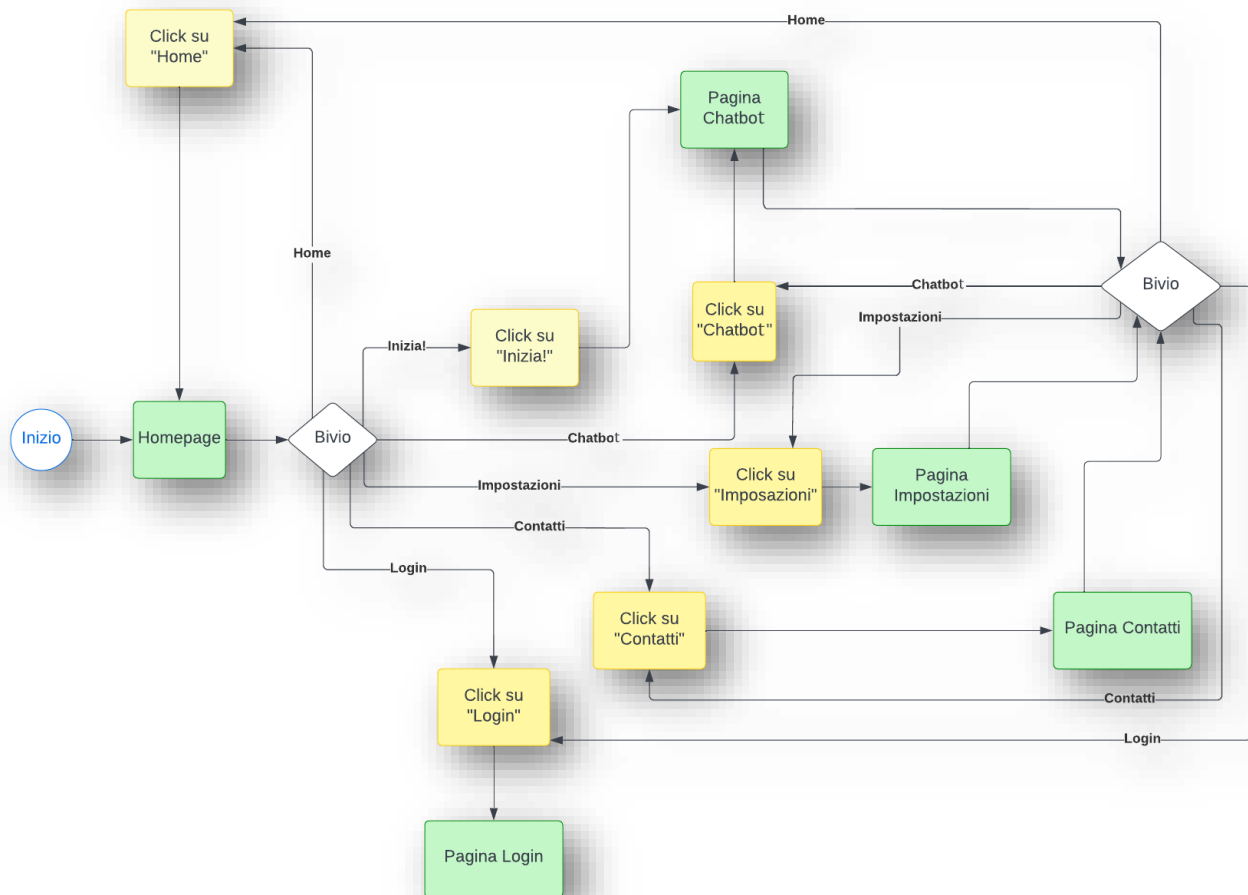 Home
Click su
"Home"
Pagina
Chatbot
Home
Bivio
Chatbot
Click su
"Chatbot"
Impostazioni
Click su
"Inizia!"
Inizia!
Inizio
Homepage
Bivio
Chatbot
Click su
"Imposazioni"
Pagina
Impostazioni
Impostazioni
Contatti
Login
Click su
"Contatti"
Pagina Contatti
Click su
"Login"
Contatti
Login
Pagina Login